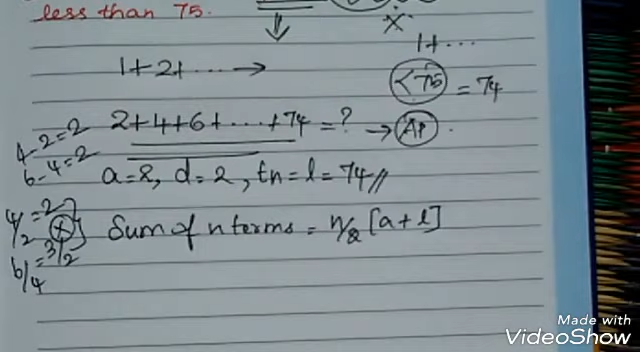 less than 75.
x
1+...
1+2+.....→
<75 = 74
2+4+6+....+74 = ? → AP.
4-2=2
6-4=2
a=2, d=2, tn=l=74//
4/2=2
x
6/4=3/2
Sum of n terms = n/2 [a+l]
Made with
VideoShow